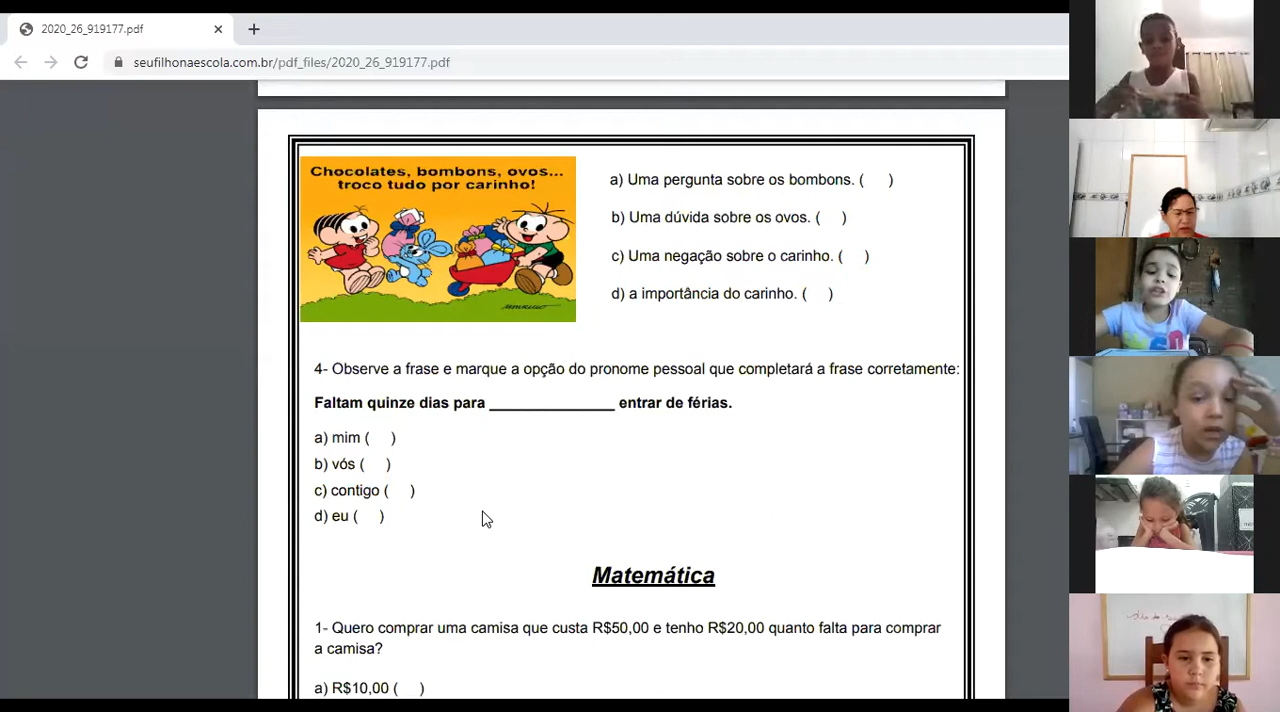 2020_26_919177.pdf
seufilhonaescola.com.br/pdf_files/2020_26_919177.pdf
Chocolates, bombons, ovos...
troco tudo por carinho!
a) Uma pergunta sobre os bombons. ( )
b) Uma dúvida sobre os ovos. ( )
c) Uma negação sobre o carinho. ( )
d) a importância do carinho. ( )
4- Observe a frase e marque a opção do pronome pessoal que completará a frase corretamente:
Faltam quinze dias para _______________ entrar de férias.
a) mim ( )
b) vós ( )
c) contigo ( )
d) eu ( )
Matemática
1- Quero comprar uma camisa que custa R$50,00 e tenho R$20,00 quanto falta para comprar
a camisa?
a) R$10,00 ( )